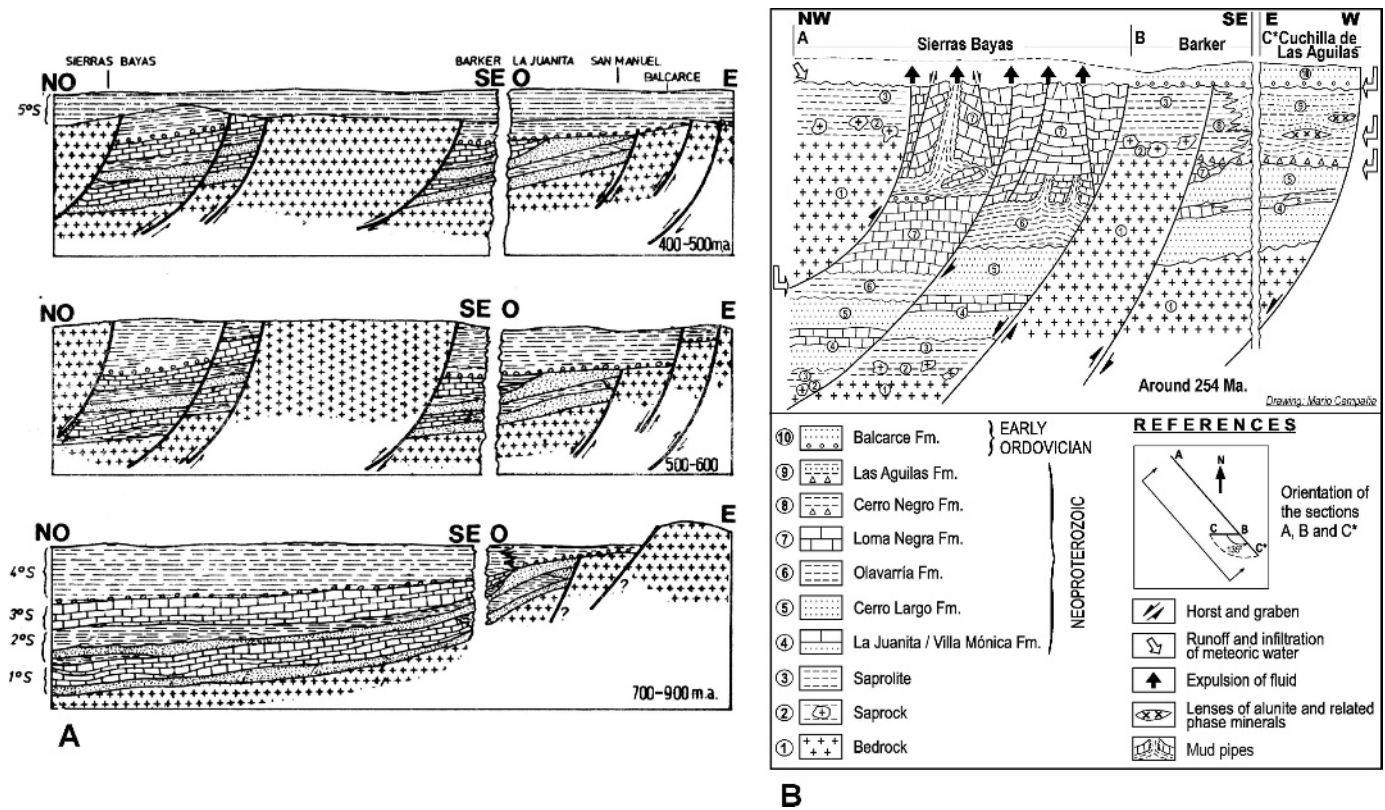 SIERRAS BAYAS
BARKER LA JUANITA SAN MANUEL
BALCARCE
NO SE O E
5ºS
400-500ma
NO SE O E
500-600
NO SE O E
4ºS
3ºS
2ºS
1ºS
? ?
700-900 m.a.
A
NW SE E W
A B C*Cuchilla de
Sierras Bayas Barker Las Aguilas
Around 254 Ma.
Drawing: Mario Campaña
10 Balcarce Fm. EARLY
ORDOVICIAN
9 Las Aguilas Fm.
8 Cerro Negro Fm.
7 Loma Negra Fm.
6 Olavarría Fm.
5 Cerro Largo Fm.
4 La Juanita / Villa Mónica Fm.
NEOPROTEROZOIC
3 Saprolite
2 Saprock
1 Bedrock
REFERENCES
A
N
C B
135º
C*
Orientation of
the sections
A, B and C*
Horst and graben
Runoff and infiltration
of meteoric water
Expulsion of fluid
Lenses of alunite and related
phase minerals
Mud pipes
B